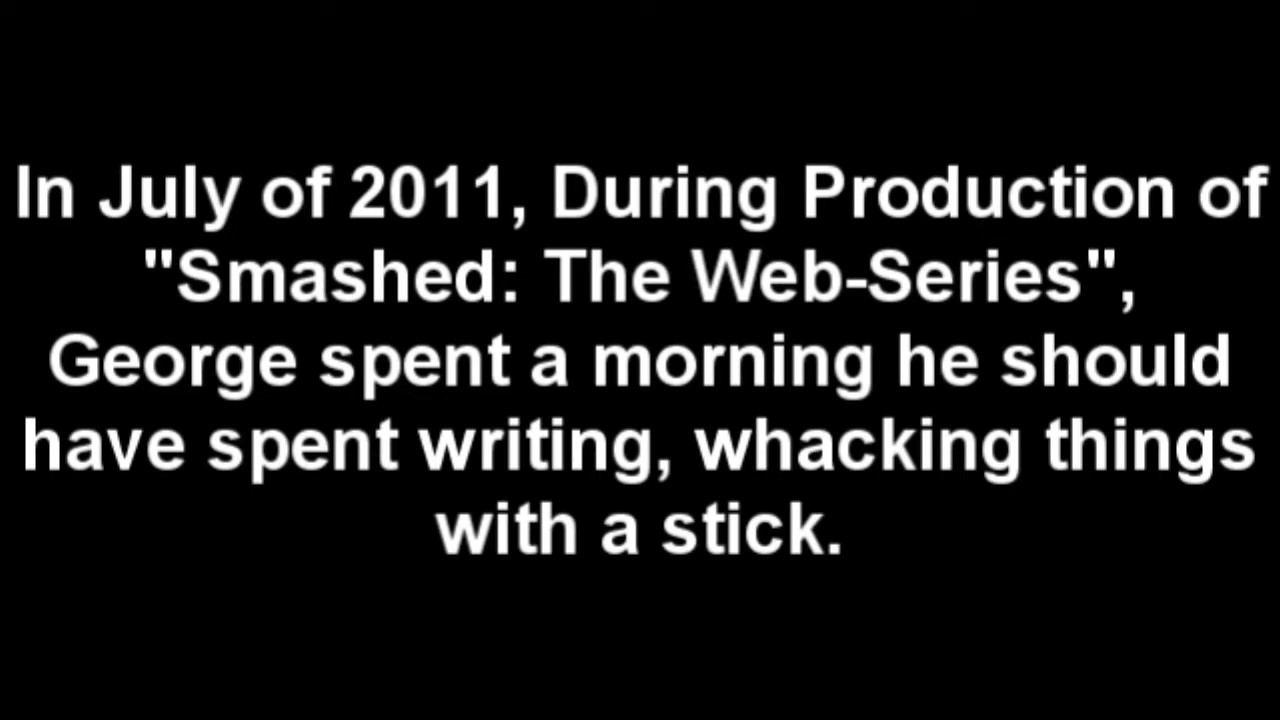 In July of 2011, During Production of
"Smashed: The Web-Series",
George spent a morning he should
have spent writing, whacking things
with a stick.